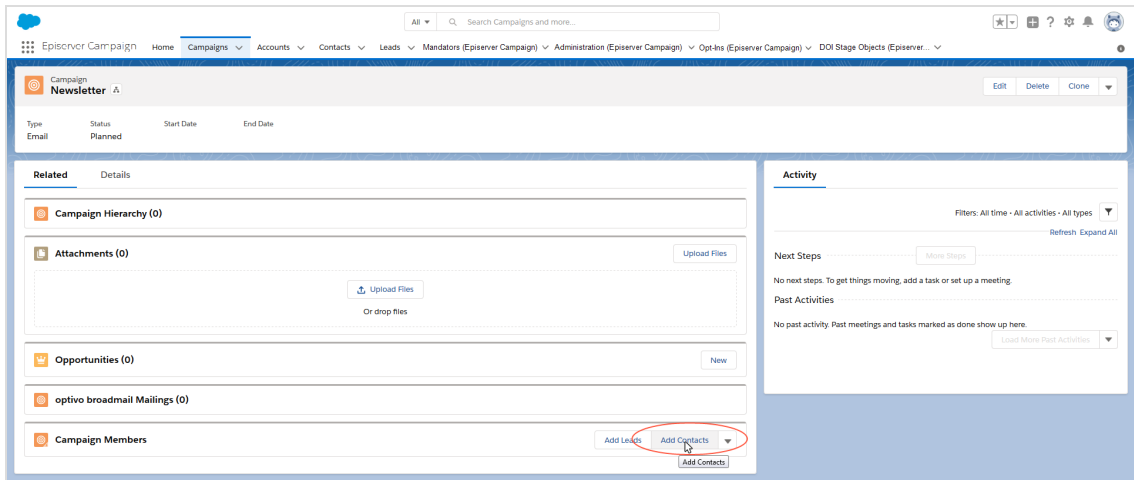 All Search Campaigns and more...
Episerver Campaign Home Campaigns Accounts Contacts Leads Mandators (Episerver Campaign) Administration (Episerver Campaign) Opt-Ins (Episerver Campaign) DOI Stage Objects (Episerver...
Campaign
Newsletter
Edit Delete Clone
Type Status Start Date End Date
Email Planned
Related Details
Campaign Hierarchy (0)
Attachments (0) Upload Files
Upload Files
Or drop files
Opportunities (0) New
optivo broadmail Mailings (0)
Campaign Members Add Leads Add Contacts
Add Contacts
Activity
Filters: All time • All activities • All types
Refresh Expand All
Next Steps More Steps
No next steps. To get things moving, add a task or set up a meeting.
Past Activities
No past activity. Past meetings and tasks marked as done show up here.
Load More Past Activities